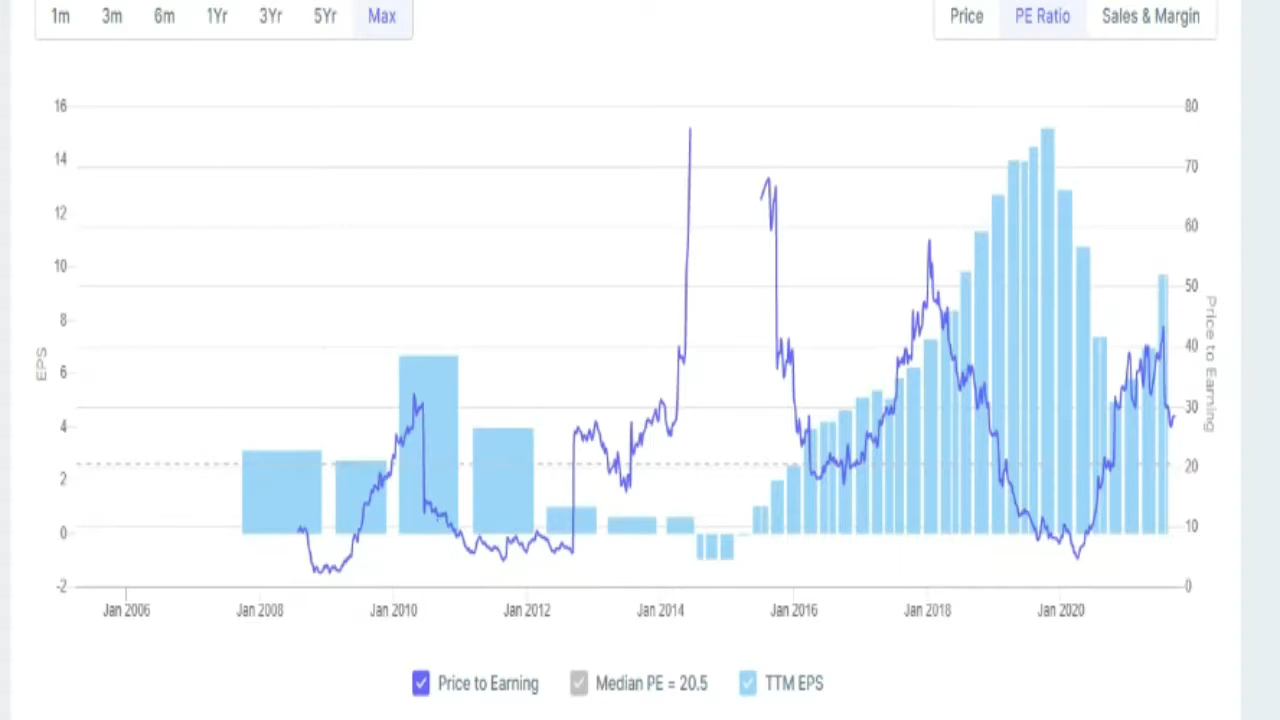 1m 3m 6m 1Yr 3Yr 5Yr Max Price PE Ratio Sales & Margin
16 80
14 70
12 60
10 50
8 40
6 30
4 20
2 10
0 0
-2
EPS
Price to Earning
Jan 2006 Jan 2008 Jan 2010 Jan 2012 Jan 2014 Jan 2016 Jan 2018 Jan 2020
Price to Earning Median PE = 20.5 TTM EPS